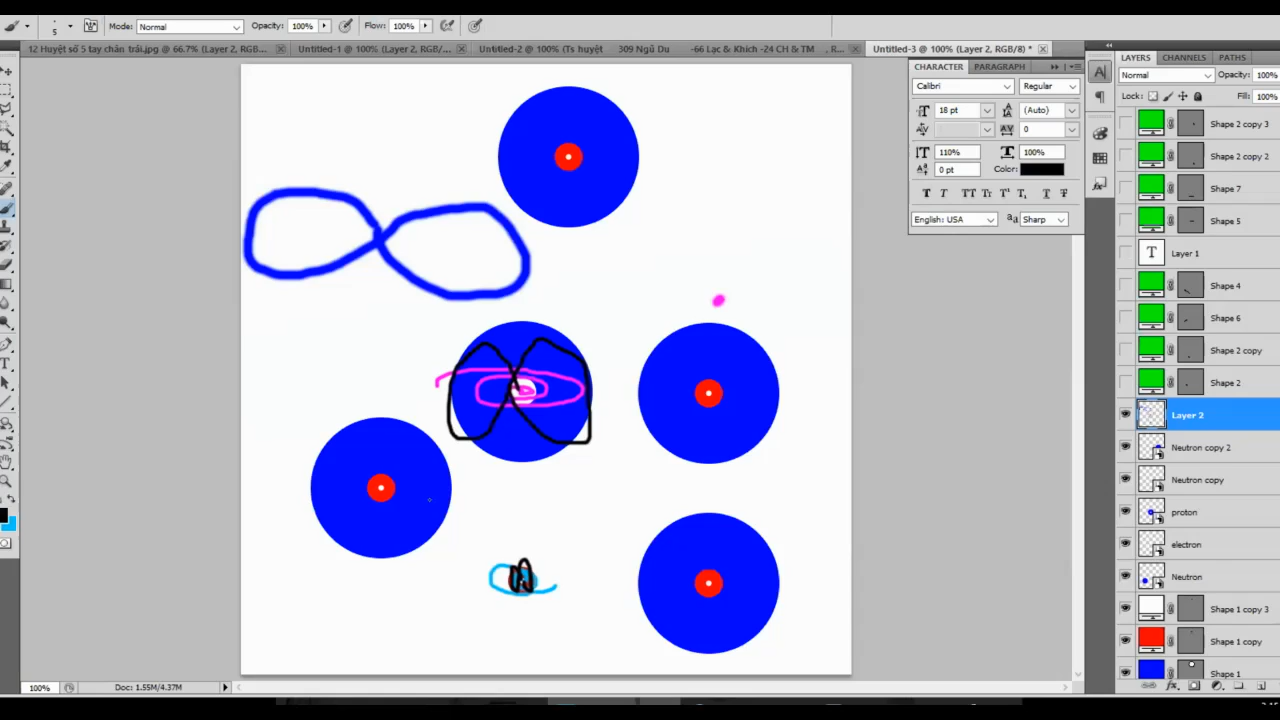 5 Mode: Normal Opacity: 100% Flow: 100%
12 Huyệt số 5 tay chân trái.jpg @ 66.7% (Layer 2, RGB... Untitled-1 @ 100% (Layer 2, RGB/... Untitled-2 @ 100% (Ts huyệt 309 Ngũ Du -66 Lạc & Khích -24 CH & TM , R... Untitled-3 @ 100% (Layer 2, RGB/8) *
CHARACTER PARAGRAPH
Calibri Regular
18 pt (Auto)
0
110% 100%
0 pt Color:
T T TT Tr T¹ T, T T
English: USA aa Sharp
LAYERS CHANNELS PATHS
Normal Opacity: 100%
Lock: Fill: 100%
Shape 2 copy 3
Shape 2 copy 2
Shape 7
Shape 5
T Layer 1
Shape 4
Shape 6
Shape 2 copy
Shape 2
Layer 2
Neutron copy 2
Neutron copy
proton
electron
Neutron
Shape 1 copy 3
Shape 1 copy
Shape 1
100% Doc: 1.55M/4.37M